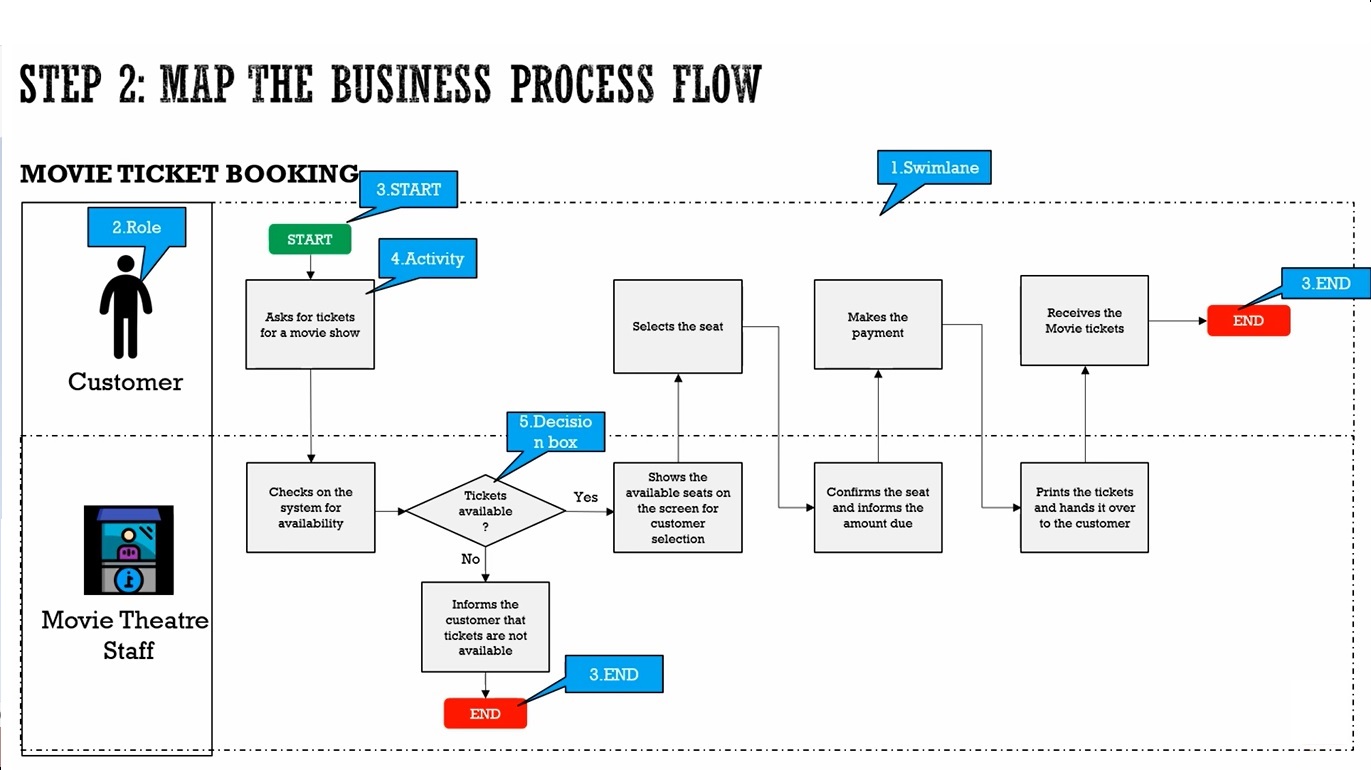 STEP 2: MAP THE BUSINESS PROCESS FLOW
MOVIE TICKET BOOKING
1.Swimlane
3.START
2.Role
START
4.Activity
3.END
Asks for tickets
for a movie show
Selects the seat
Makes the
payment
Receives the
Movie tickets
END
Customer
5.Decisio
n box
Checks on the
system for
availability
Tickets
available
?
Yes
Shows the
available seats on
the screen for
customer
selection
Confirms the seat
and informs the
amount due
Prints the tickets
and hands it over
to the customer
No
Movie Theatre
Staff
Informs the
customer that
tickets are not
available
3.END
END